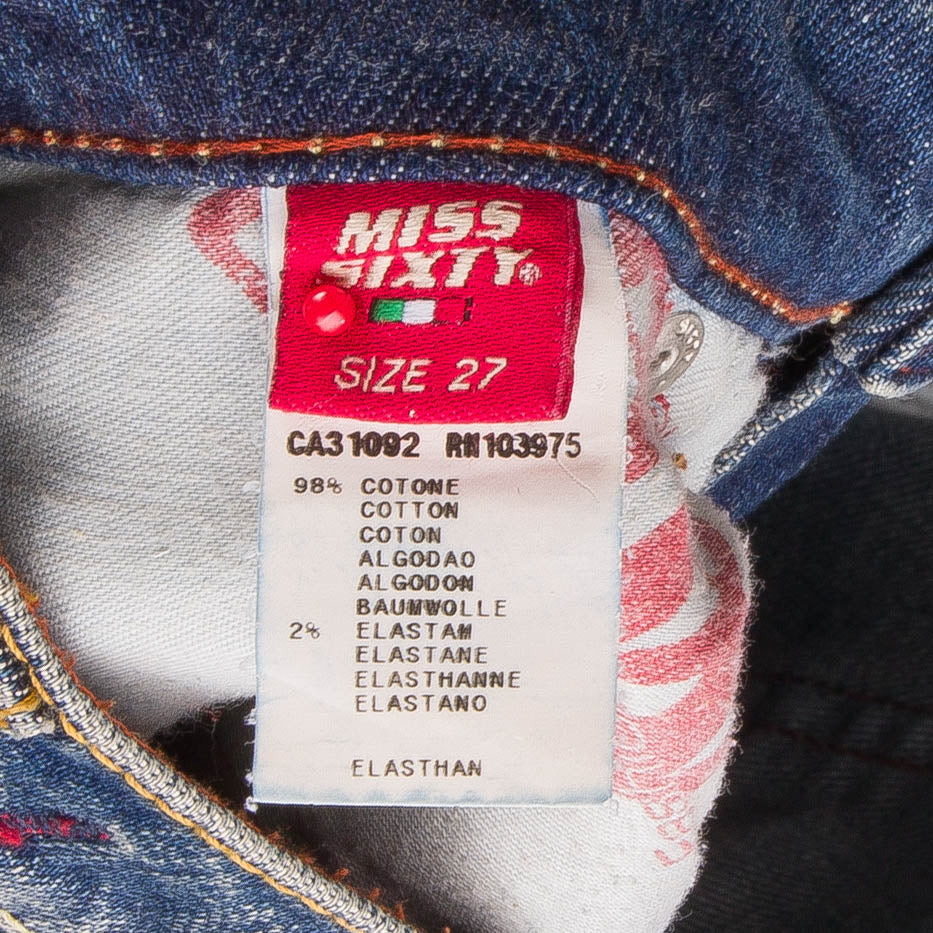 MISS
SIXTY®
SIZE 27
CA31092 RN103975
98% COTONE
COTTON
COTON
ALGODAO
ALGODON
BAUMWOLLE
2% ELASTAM
ELASTANE
ELASTHANNE
ELASTANO
ELASTHAN